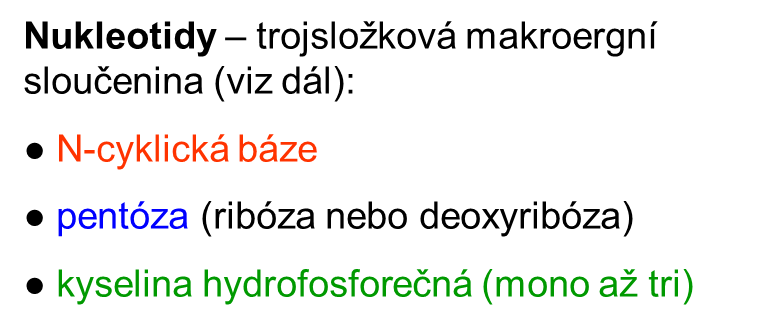 Nukleotidy – trojsložková makroergní
sloučenina (viz dál):
● N-cyklická báze
● pentóza (ribóza nebo deoxyribóza)
● kyselina hydrofosforečná (mono až tri)